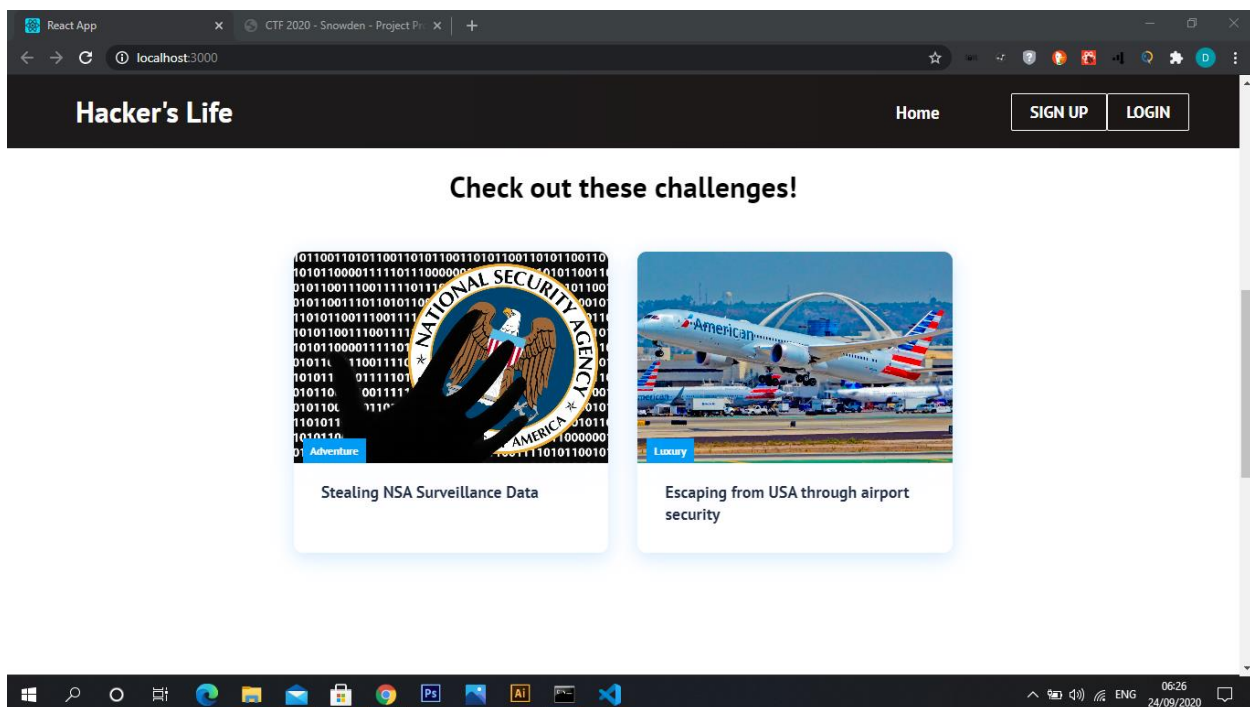 React App
CTF 2020 - Snowden - Project Pr
localhost:3000
D
Hacker's Life
Home
SIGN UP
LOGIN
Check out these challenges!
NATIONAL SECURITY AGENCY
AMERICA
Adventure
American
Luxury
Stealing NSA Surveillance Data
Escaping from USA through airport
security
Ps
Ai
ENG
06:26
24/09/2020